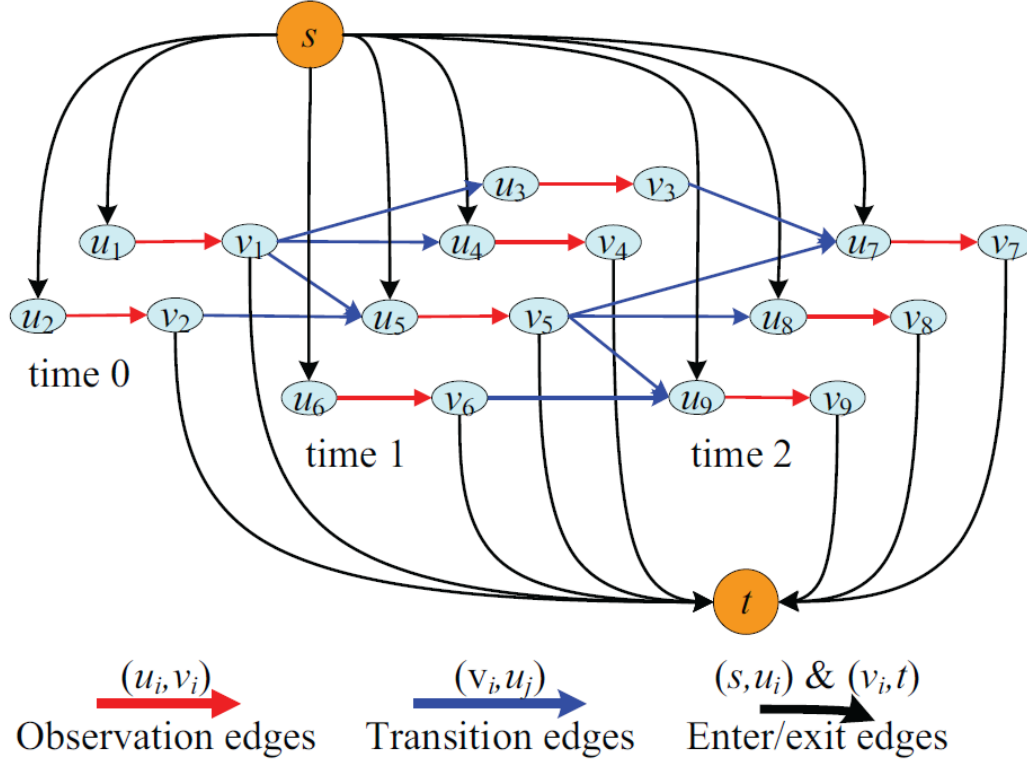 s
u₃ v₃
u₁ v₁ u₄ v₄ u₇ v₇
u₂ v₂ u₅ v₅ u₈ v₈
time 0
u₆ v₆ u₉ v₉
time 1 time 2
t
(uᵢ,vᵢ) (vᵢ,uⱼ) (s,uᵢ) & (vᵢ,t)
Observation edges Transition edges Enter/exit edges